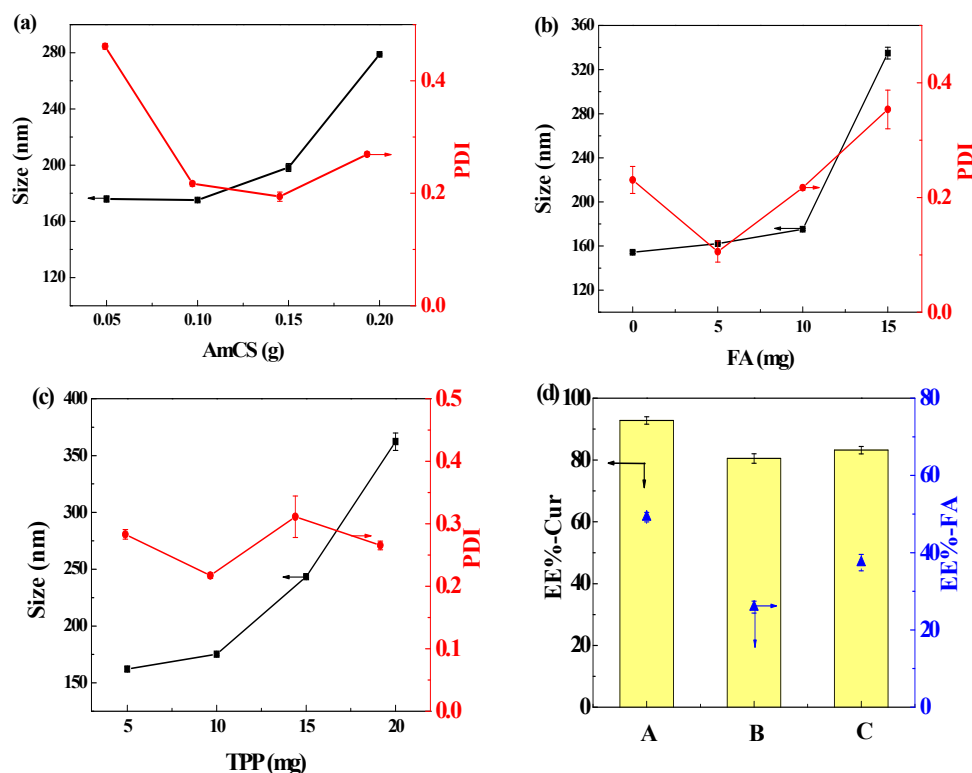 (a)
280
240
200
160
120
Size (nm)
0.4
0.2
0.0
PDI
0.05 0.10 0.15 0.20
AmCS (g)
(b)
360
320
280
240
200
160
120
Size (nm)
0.4
0.2
0.0
PDI
0 5 10 15
FA (mg)
(c)
400
350
300
250
200
150
Size (nm)
0.5
0.4
0.3
0.2
0.1
0.0
PDI
5 10 15 20
TPP (mg)
(d)
100
80
60
40
20
0
EE%-Cur
80
60
40
20
0
EE%-FA
A B C